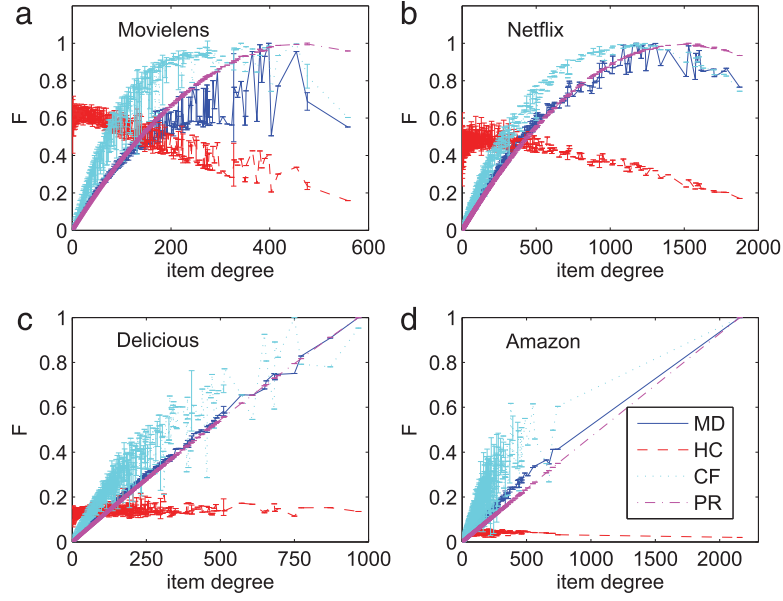 a
Movielens
1
0.8
0.6
0.4
0.2
0
F
0
200
400
600
item degree
b
Netflix
1
0.8
0.6
0.4
0.2
0
F
0
500
1000
1500
2000
item degree
c
Delicious
1
0.8
0.6
0.4
0.2
0
F
0
250
500
750
1000
item degree
d
Amazon
1
0.8
0.6
0.4
0.2
0
F
0
500
1000
1500
2000
item degree
MD
HC
CF
PR